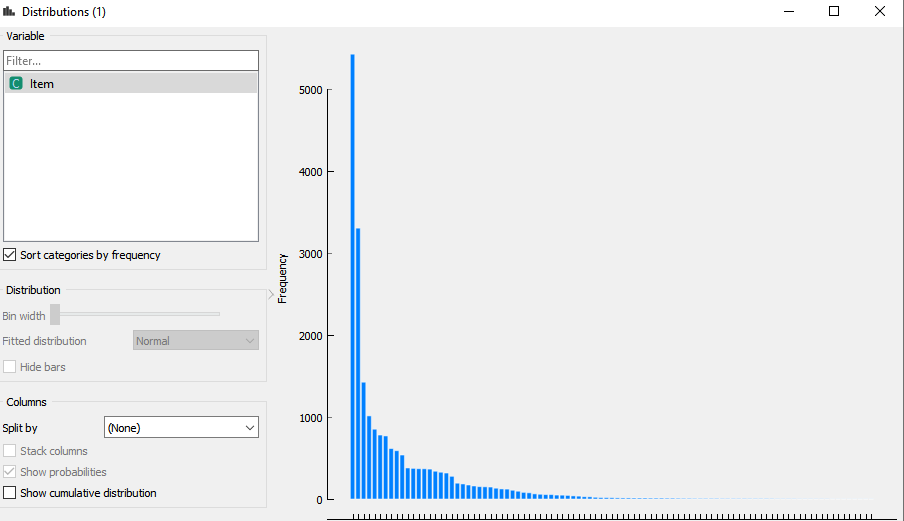 Distributions (1)
Variable
Filter...
C Item
Sort categories by frequency
Distribution
Bin width
Fitted distribution Normal
Hide bars
Columns
Split by (None)
Stack columns
Show probabilities
Show cumulative distribution
Frequency
5000
4000
3000
2000
1000
0